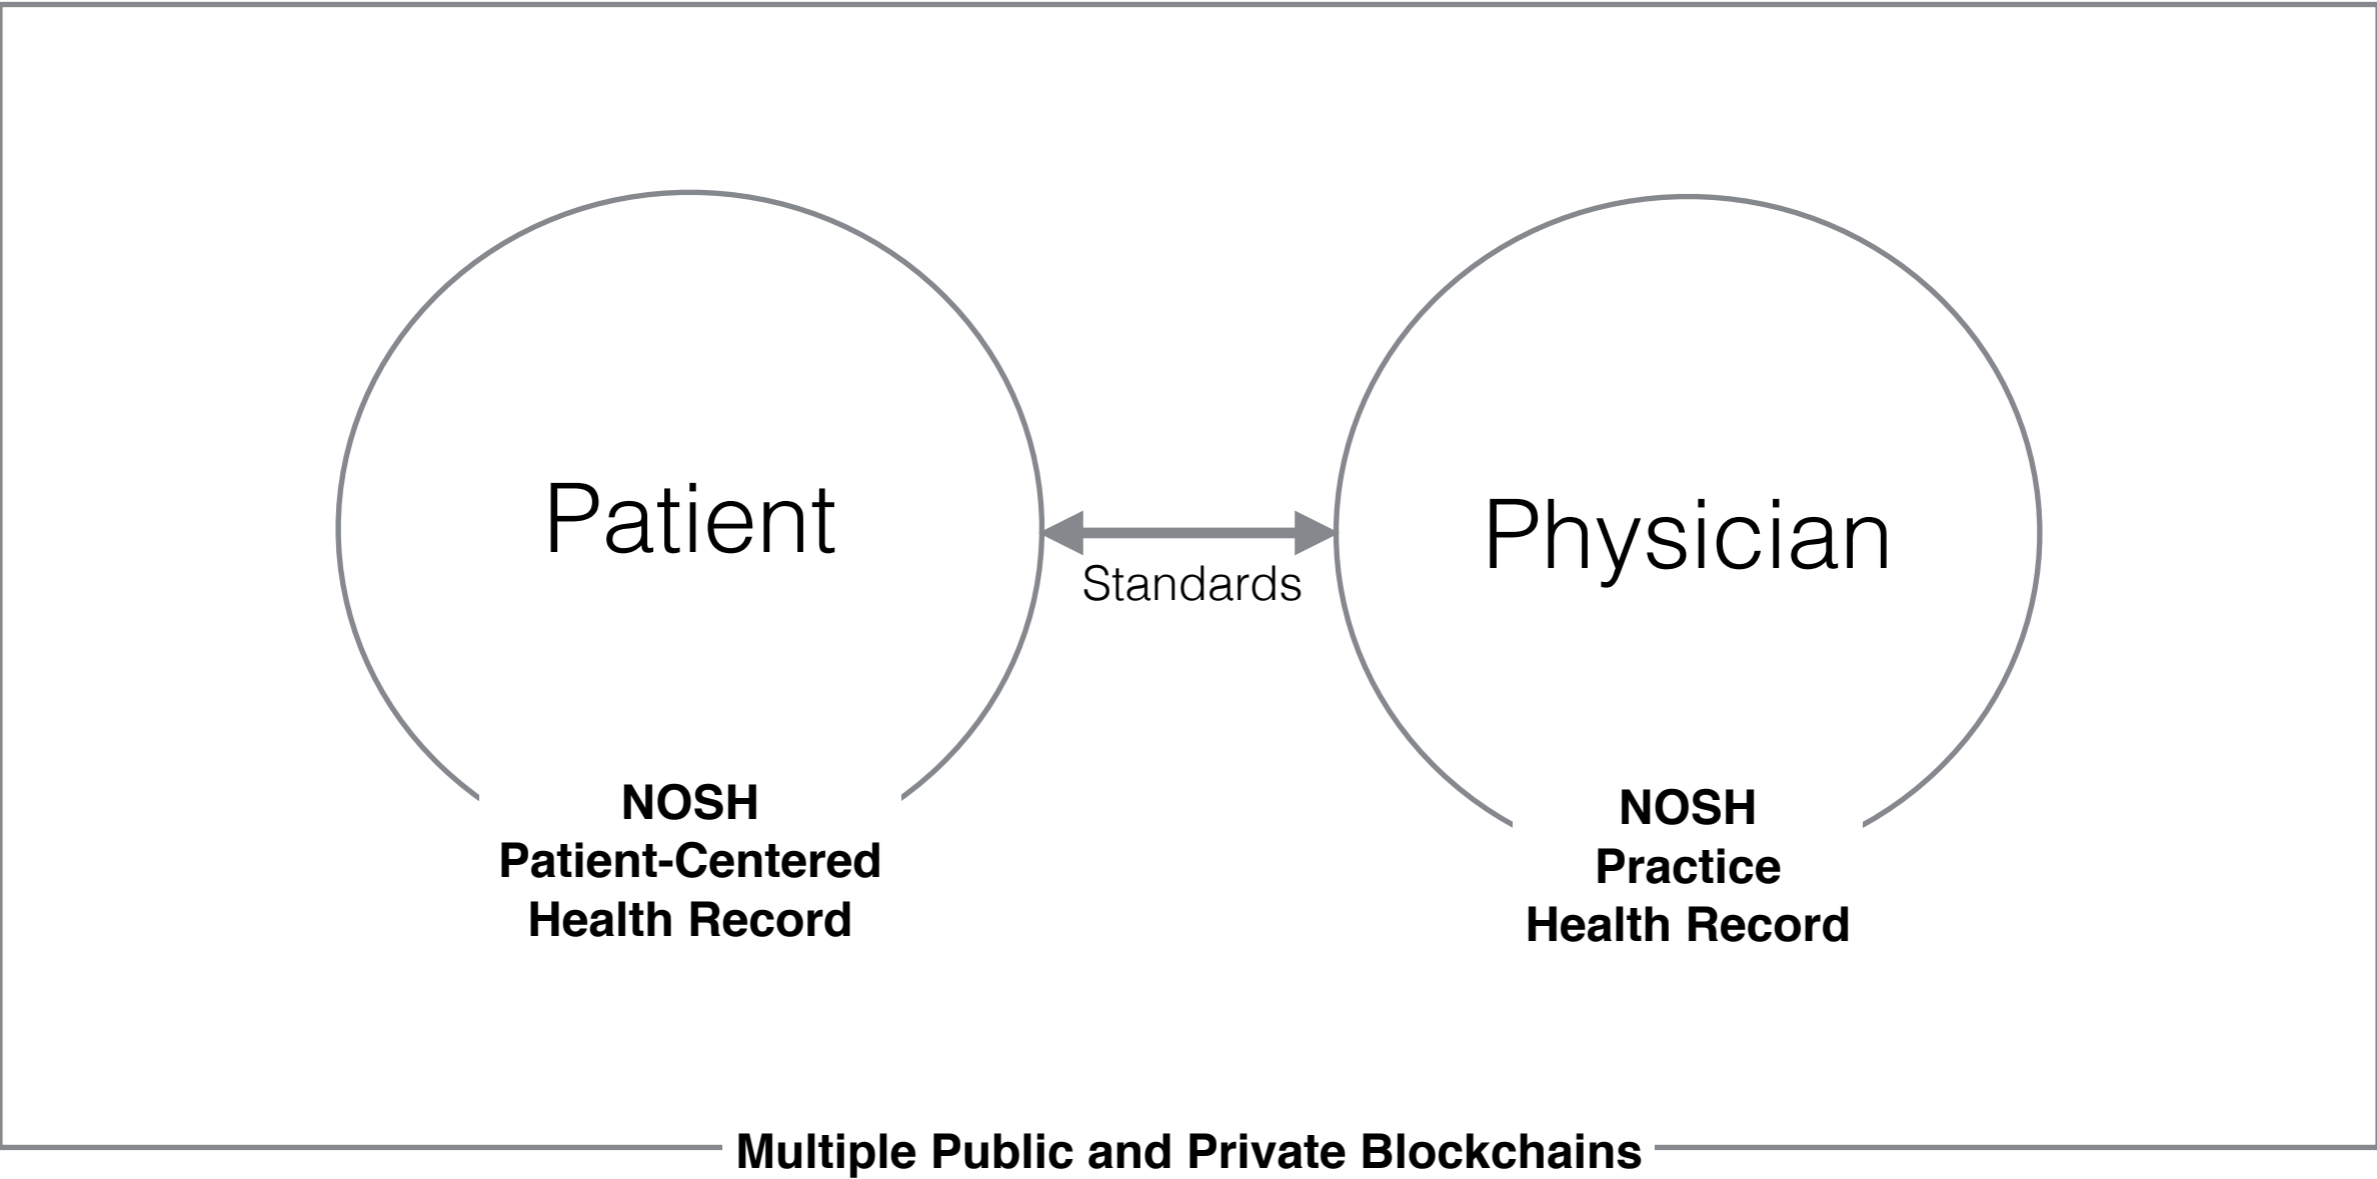 Patient
Standards
Physician
NOSH
Patient-Centered
Health Record
NOSH
Practice
Health Record
Multiple Public and Private Blockchains